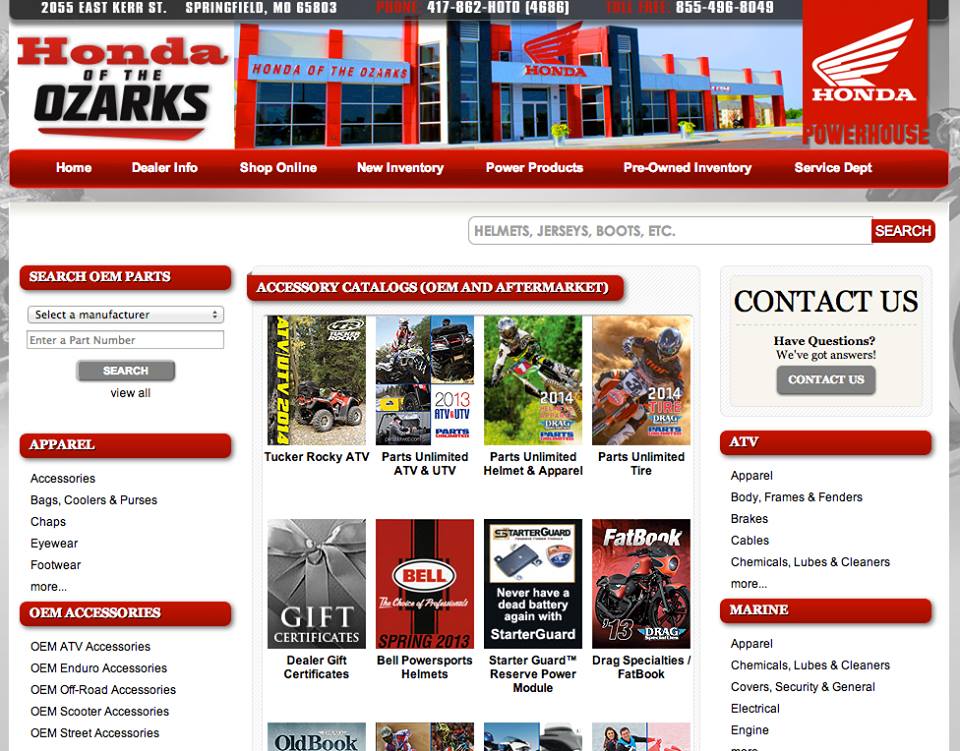 2055 EAST KERR ST. SPRINGFIELD, MO 65803 PHONE: 417-862-HOTO (4686) TOLL FREE: 855-496-8049
Honda
OF THE
OZARKS
HONDA OF THE OZARKS
HONDA
HONDA
POWERHOUSE
Home Dealer Info Shop Online New Inventory Power Products Pre-Owned Inventory Service Dept
HELMETS, JERSEYS, BOOTS, ETC. SEARCH
SEARCH OEM PARTS
Select a manufacturer
Enter a Part Number
SEARCH
view all
APPAREL
Accessories
Bags, Coolers & Purses
Chaps
Eyewear
Footwear
more...
OEM ACCESSORIES
OEM ATV Accessories
OEM Enduro Accessories
OEM Off-Road Accessories
OEM Scooter Accessories
OEM Street Accessories
ACCESSORY CATALOGS (OEM AND AFTERMARKET)
ATV/UTV 2014
TUCKER
ROCKY
Tucker Rocky ATV
2013
ATV&UTV
PARTS
UNLIMITED
Parts Unlimited
ATV & UTV
2014
HELMET
APPAREL
DRAG
PARTS
UNLIMITED
Parts Unlimited
Helmet & Apparel
2014
TIRE
DRAG
PARTS
UNLIMITED
Parts Unlimited
Tire
GIFT
CERTIFICATES
Dealer Gift
Certificates
BELL
The Choice of Professionals
SPRING 2013
Bell Powersports
Helmets
STARTERGUARD
Never have a
dead battery
again with
StarterGuard
Starter Guard™
Reserve Power
Module
FatBook
'13 DRAG
Specialties
Drag Specialties /
FatBook
OldBook
CONTACT US
Have Questions?
We've got answers!
CONTACT US
ATV
Apparel
Body, Frames & Fenders
Brakes
Cables
Chemicals, Lubes & Cleaners
more...
MARINE
Apparel
Chemicals, Lubes & Cleaners
Covers, Security & General
Electrical
Engine
more...